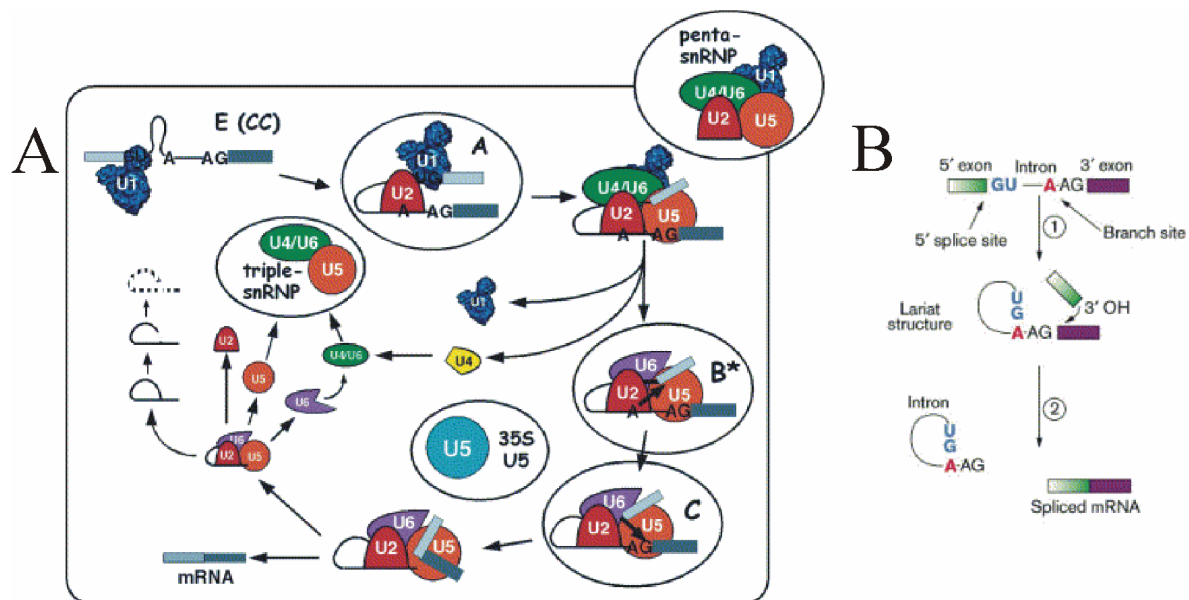 A
E (CC)
GU
A
AG
U1
A
U1
UG
U2
A
AG
penta-
snRNP
U1
U4/U6
U2
U5
U4/U6
U2
U5
A
AG
U4/U6
U5
triple-
snRNP
U1
U4
U4/U6
U2
U5
U6
U6
U2
U5
B*
U6
U2
U5
A
AG
U5
35S
U5
C
U6
U2
U5
AG
U6
U2
U5
mRNA
B
5′ exon
Intron
3′ exon
GU
A-AG
5′ splice site
1
Branch site
Lariat
structure
U
G
A-AG
3′ OH
2
Intron
U
G
A-AG
Spliced mRNA